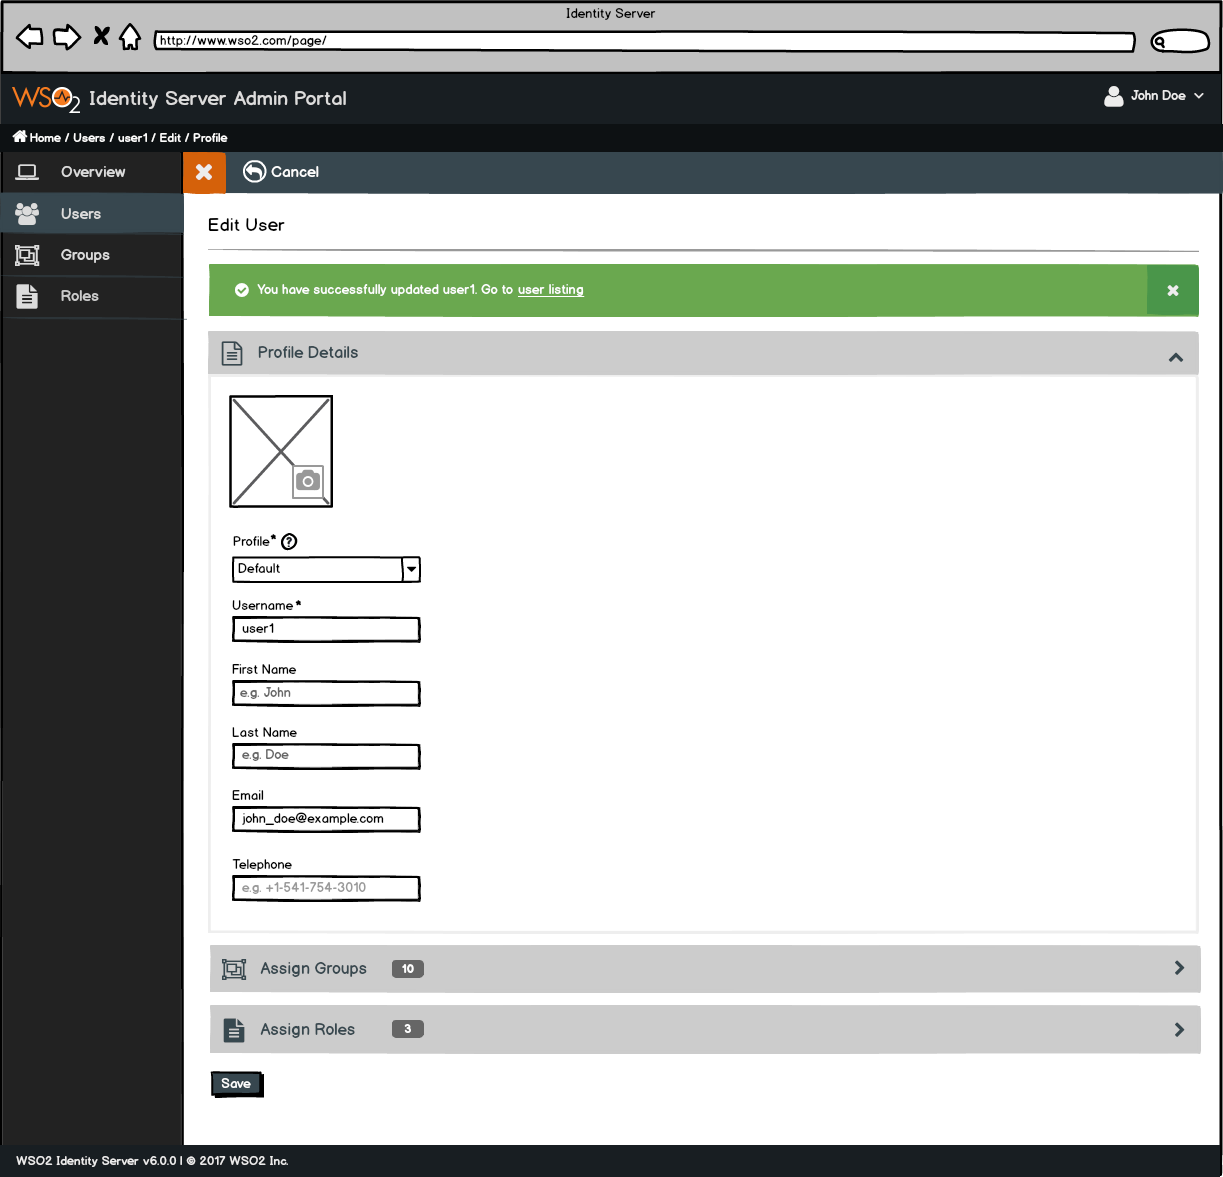 Identity Server
http://www.wso2.com/page/
WSO2 Identity Server Admin Portal
John Doe
Home / Users / user1 / Edit / Profile
Overview
Cancel
Users
Groups
Roles
Edit User
You have successfully updated user1. Go to user listing
Profile Details
Profile*
Default
Username*
user1
First Name
e.g. John
Last Name
e.g. Doe
Email
john_doe@example.com
Telephone
e.g. +1-541-754-3010
Assign Groups 10
Assign Roles 3
Save
WSO2 Identity Server v6.0.0 | © 2017 WSO2 Inc.